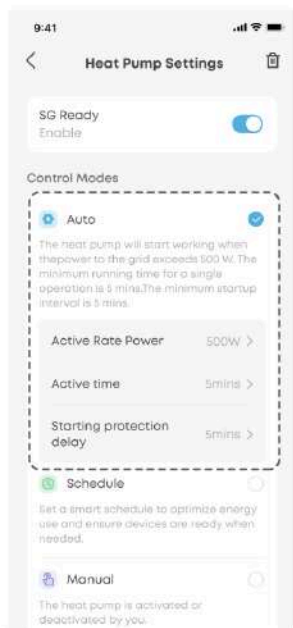 9:41
Heat Pump Settings
SG Ready
Enable
Control Modes
Auto
The heat pump will start working when
thepower to the grid exceeds 500 W. The
minimum running time for a single
operation is 5 mins.The minimum startup
interval is 5 mins.
Active Rate Power 500W >
Active time 5mins >
Starting protection
delay 5mins >
Schedule
Set a smart schedule to optimize energy
use and ensure devices are ready when
needed.
Manual
The heat pump is activated or
deactivated by you.